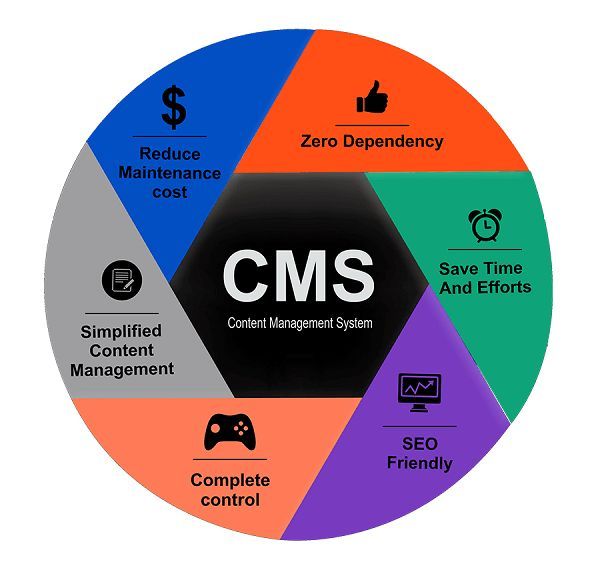 $
Reduce
Maintenance
cost
Zero Dependency
Save Time
And Efforts
SEO
Friendly
Complete
control
Simplified
Content
Management
CMS
Content Management System